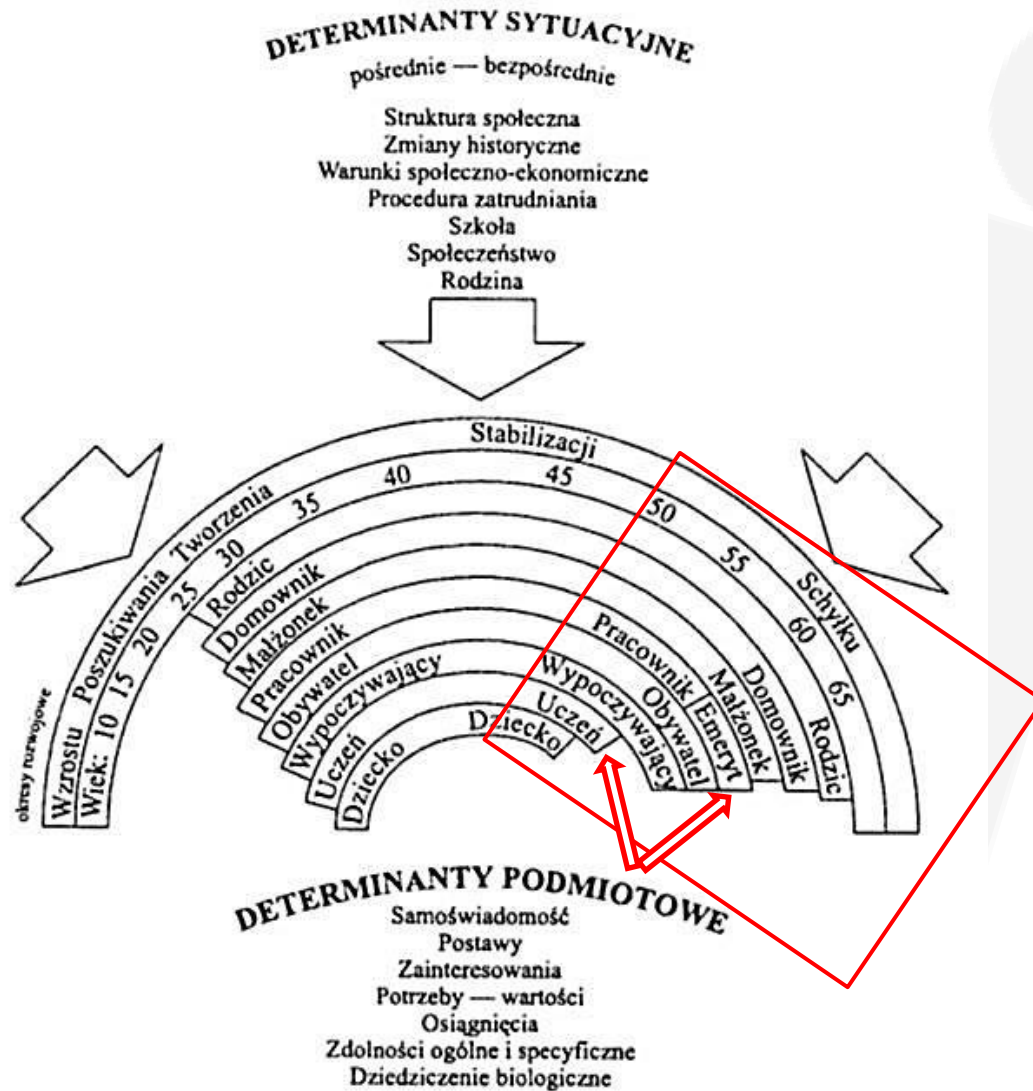 DETERMINANTY SYTUACYJNE
pośrednie — bezpośrednie
Struktura społeczna
Zmiany historyczne
Warunki społeczno-ekonomiczne
Procedura zatrudniania
Szkoła
Społeczeństwo
Rodzina
okresy rozwojowe
Wzrostu Poszukiwania Tworzenia Stabilizacji Schyłku
Wiek: 10 15 20 25 30 35 40 45 50 55 60 65
Rodzic Rodzic
Domownik Domownik
Małżonek Małżonek
Pracownik Pracownik Emeryt
Obywatel Obywatel
Wypoczywający Wypoczywający
Uczeń Uczeń
Dziecko Dziecko
DETERMINANTY PODMIOTOWE
Samoświadomość
Postawy
Zainteresowania
Potrzeby — wartości
Osiągnięcia
Zdolności ogólne i specyficzne
Dziedziczenie biologiczne